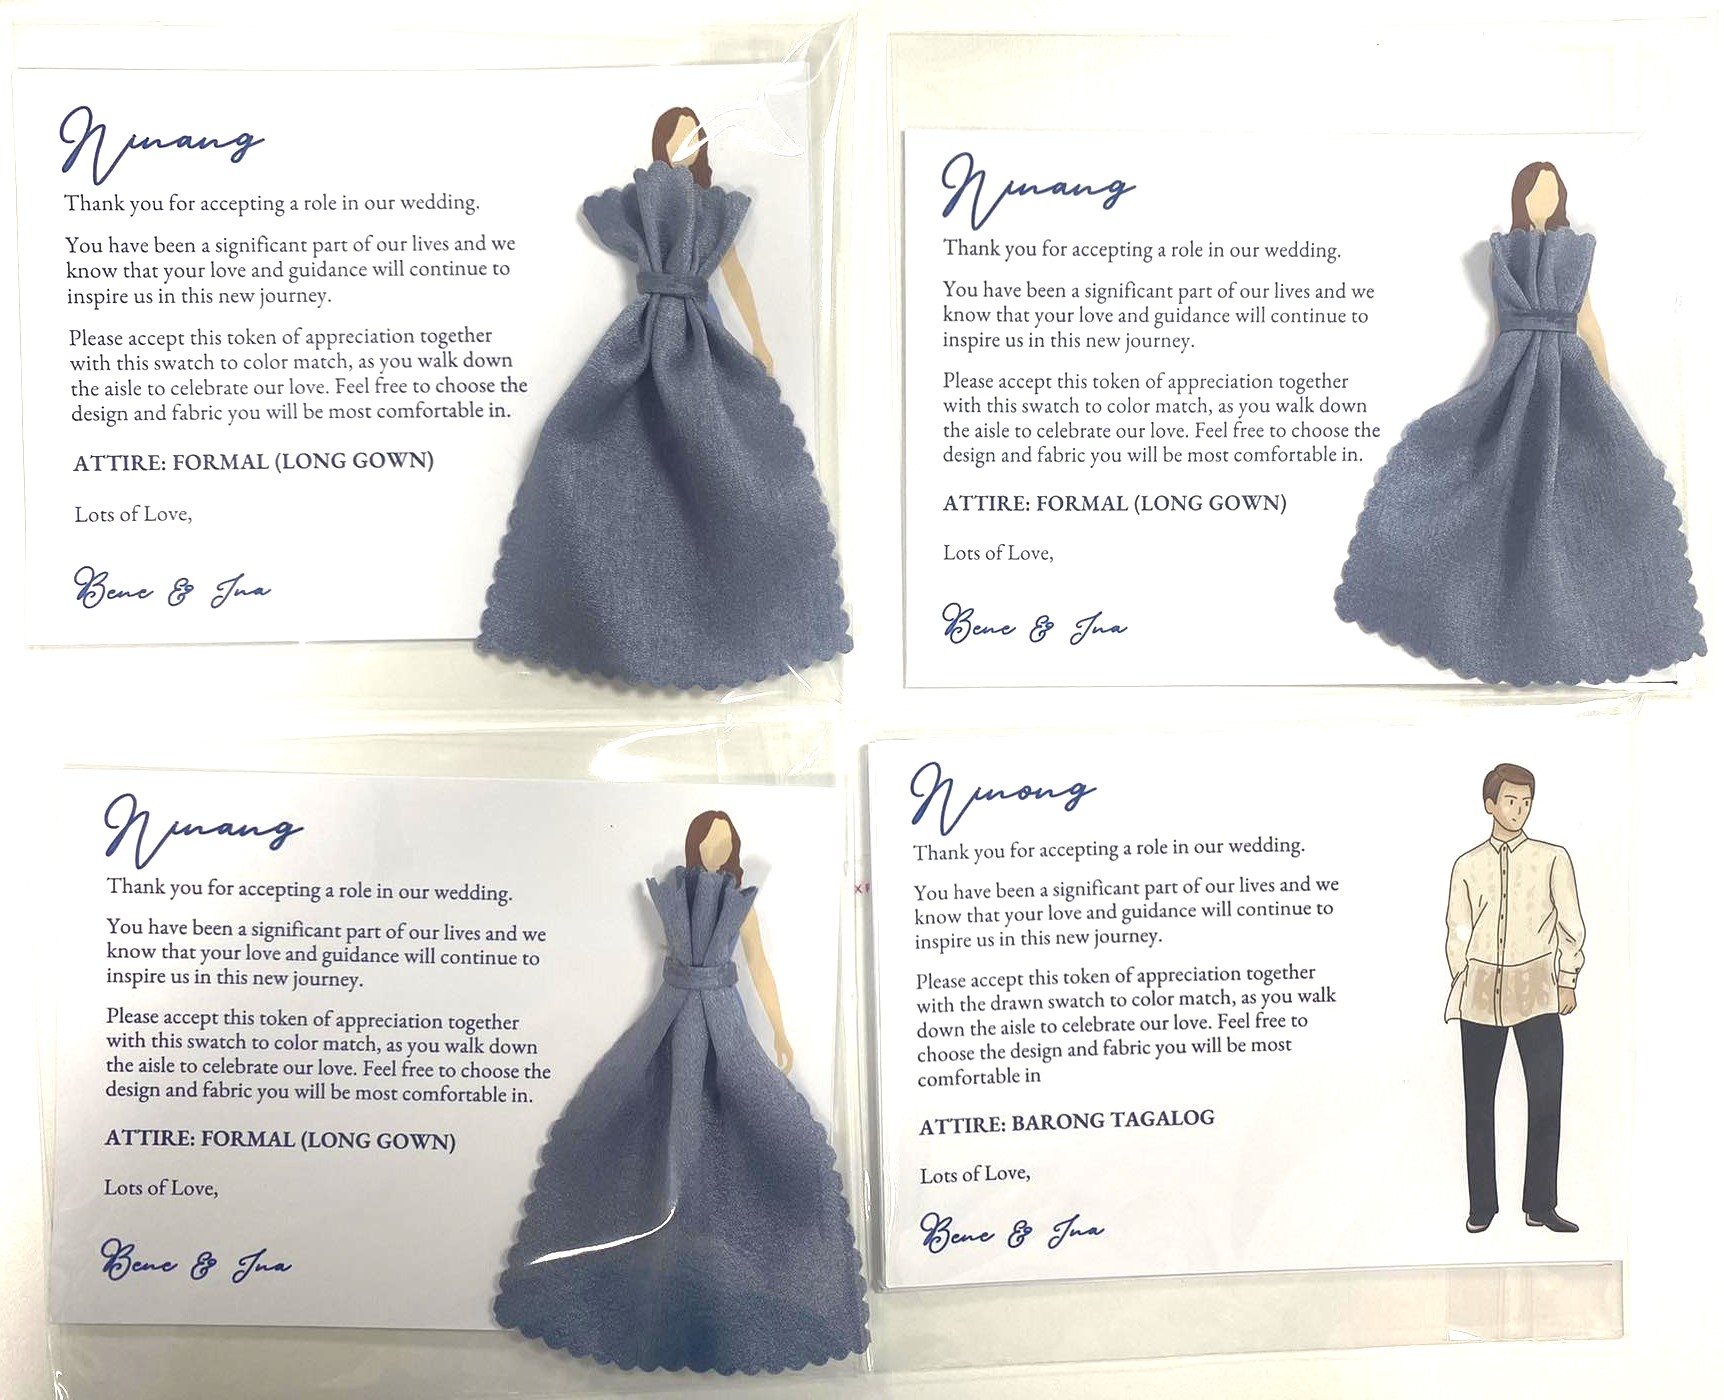 Ninang
Thank you for accepting a role in our wedding.
You have been a significant part of our lives and we
know that your love and guidance will continue to
inspire us in this new journey.
Please accept this token of appreciation together
with this swatch to color match, as you walk down
the aisle to celebrate our love. Feel free to choose the
design and fabric you will be most comfortable in.
ATTIRE: FORMAL (LONG GOWN)
Lots of Love,
Bene & Ina
Ninang
Thank you for accepting a role in our wedding.
You have been a significant part of our lives and we
know that your love and guidance will continue to
inspire us in this new journey.
Please accept this token of appreciation together
with this swatch to color match, as you walk down
the aisle to celebrate our love. Feel free to choose the
design and fabric you will be most comfortable in.
ATTIRE: FORMAL (LONG GOWN)
Lots of Love,
Bene & Ina
Ninang
Thank you for accepting a role in our wedding.
You have been a significant part of our lives and we
know that your love and guidance will continue to
inspire us in this new journey.
Please accept this token of appreciation together
with this swatch to color match, as you walk down
the aisle to celebrate our love. Feel free to choose the
design and fabric you will be most comfortable in.
ATTIRE: FORMAL (LONG GOWN)
Lots of Love,
Bene & Ina
Ninong
Thank you for accepting a role in our wedding.
You have been a significant part of our lives and we
know that your love and guidance will continue to
inspire us in this new journey.
Please accept this token of appreciation together
with the drawn swatch to color match, as you walk
down the aisle to celebrate our love. Feel free to
choose the design and fabric you will be most
comfortable in
ATTIRE: BARONG TAGALOG
Lots of Love,
Bene & Ina